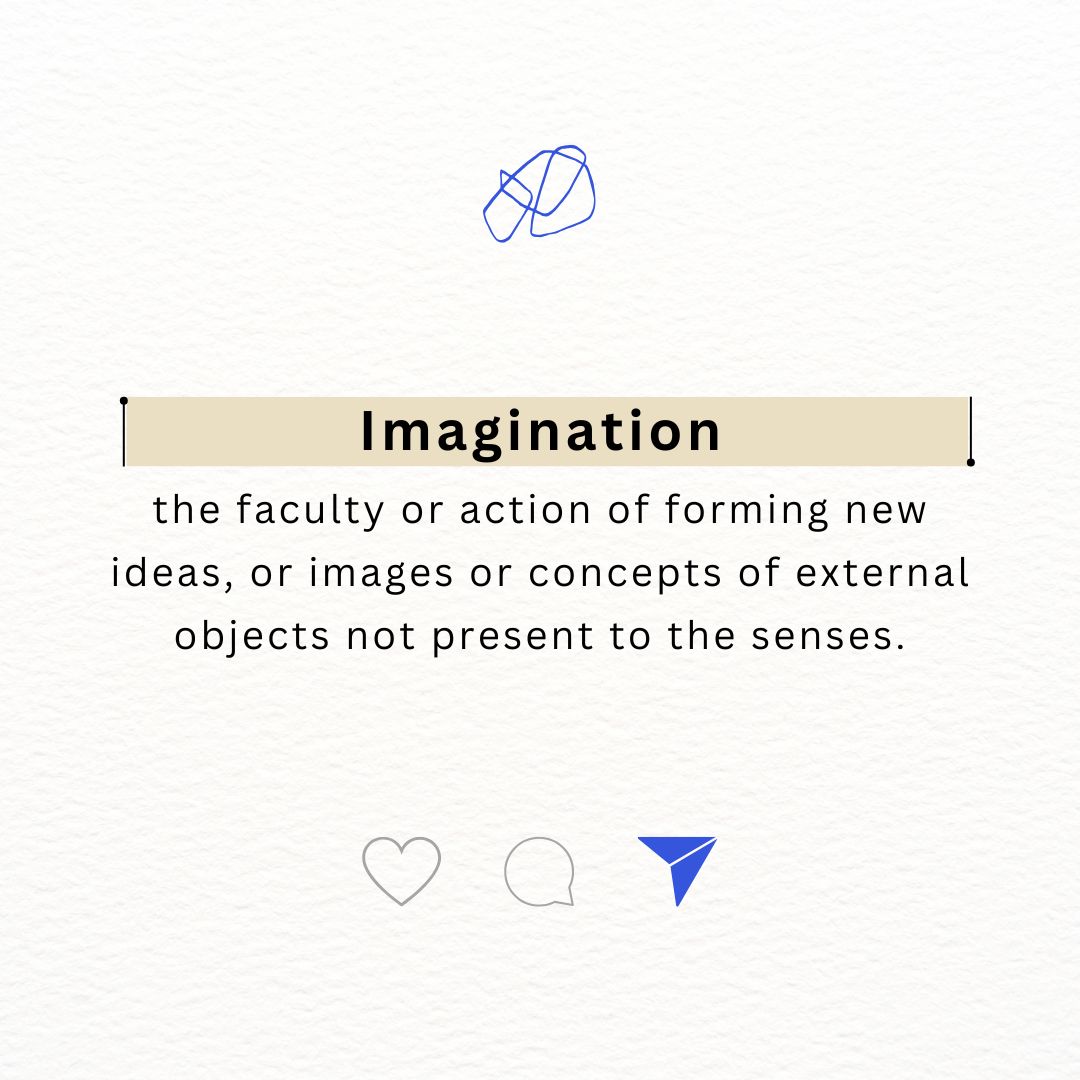 Imagination
the faculty or action of forming new
ideas, or images or concepts of external
objects not present to the senses.